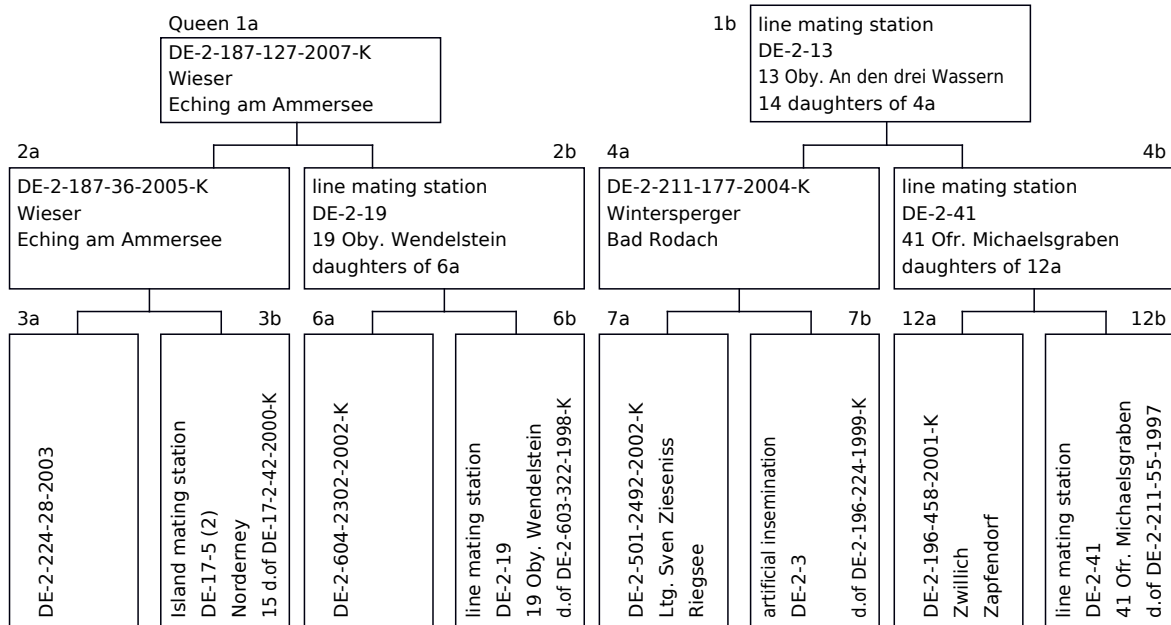 Queen 1a
DE-2-187-127-2007-K
Wieser
Eching am Ammersee
1b
line mating station
DE-2-13
13 Oby. An den drei Wassern
14 daughters of 4a
2a
DE-2-187-36-2005-K
Wieser
Eching am Ammersee
2b
line mating station
DE-2-19
19 Oby. Wendelstein
daughters of 6a
4a
DE-2-211-177-2004-K
Wintersperger
Bad Rodach
4b
line mating station
DE-2-41
41 Ofr. Michaelsgraben
daughters of 12a
3a
DE-2-224-28-2003
3b
Island mating station
DE-17-5 (2)
Norderney
15 d.of DE-17-2-42-2000-K
6a
DE-2-604-2302-2002-K
6b
line mating station
DE-2-19
19 Oby. Wendelstein
d.of DE-2-603-322-1998-K
7a
DE-2-501-2492-2002-K
Ltg. Sven Zieseniss
Riegsee
7b
artificial insemination
DE-2-3
d.of DE-2-196-224-1999-K
12a
DE-2-196-458-2001-K
Zwillich
Zapfendorf
12b
line mating station
DE-2-41
41 Ofr. Michaelsgraben
d.of DE-2-211-55-1997